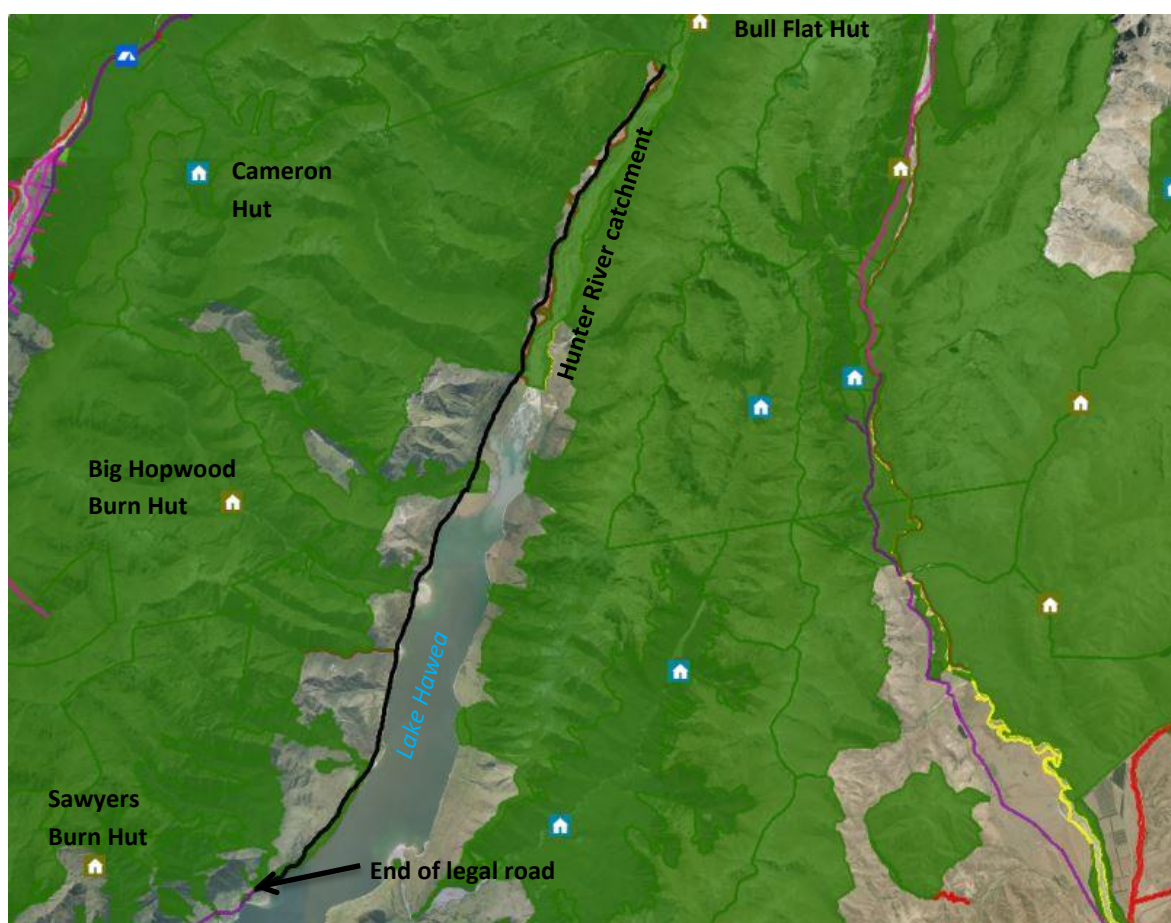 Bull Flat Hut
Cameron
Hut
Hunter River catchment
Big Hopwood
Burn Hut
Lake Hawea
Sawyers
Burn Hut
End of legal road